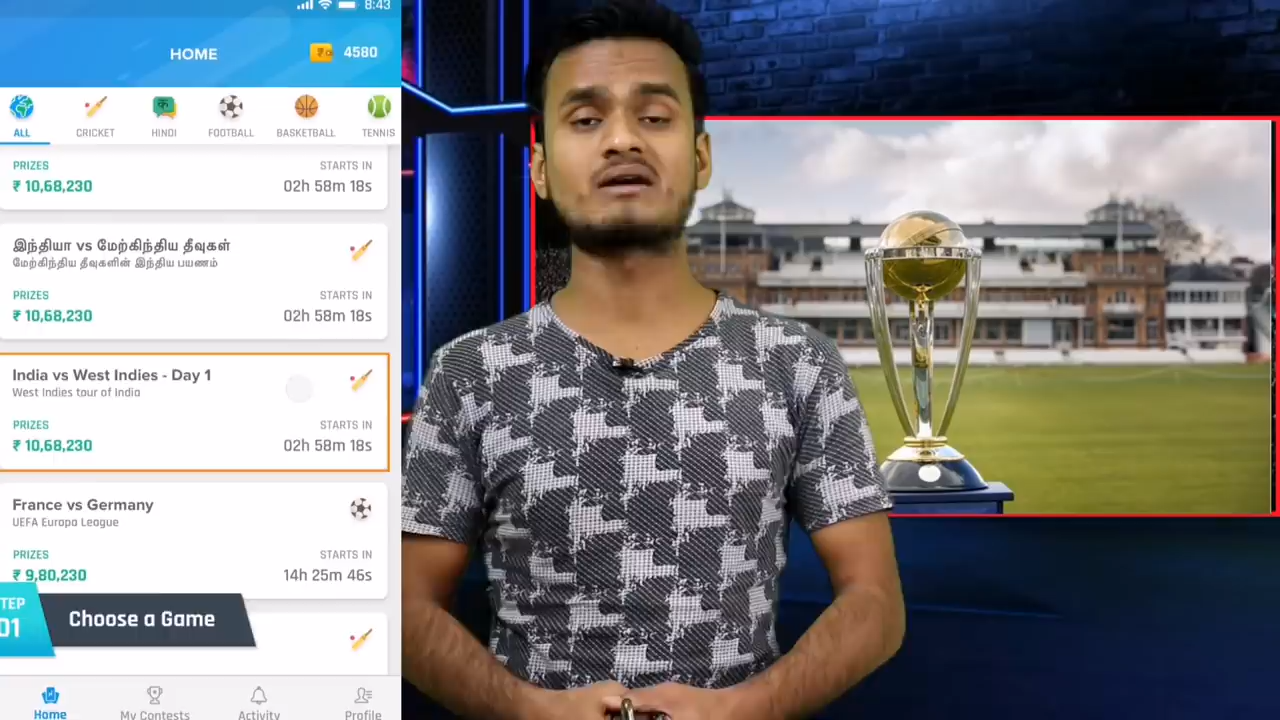 8:43
HOME
4580
ALL
CRICKET
HINDI
FOOTBALL
BASKETBALL
TENNIS
PRIZES
STARTS IN
₹ 10,68,230
02h 58m 18s
இந்தியா vs மேற்கிந்திய தீவுகள்
மேற்கிந்திய தீவுகளின் இந்திய பயணம்
PRIZES
STARTS IN
₹ 10,68,230
02h 58m 18s
India vs West Indies - Day 1
West Indies tour of India
PRIZES
STARTS IN
₹ 10,68,230
02h 58m 18s
France vs Germany
UEFA Europa League
PRIZES
STARTS IN
₹ 9,80,230
14h 25m 46s
TEP
01
Choose a Game
Home
My Contests
Activity
Profile